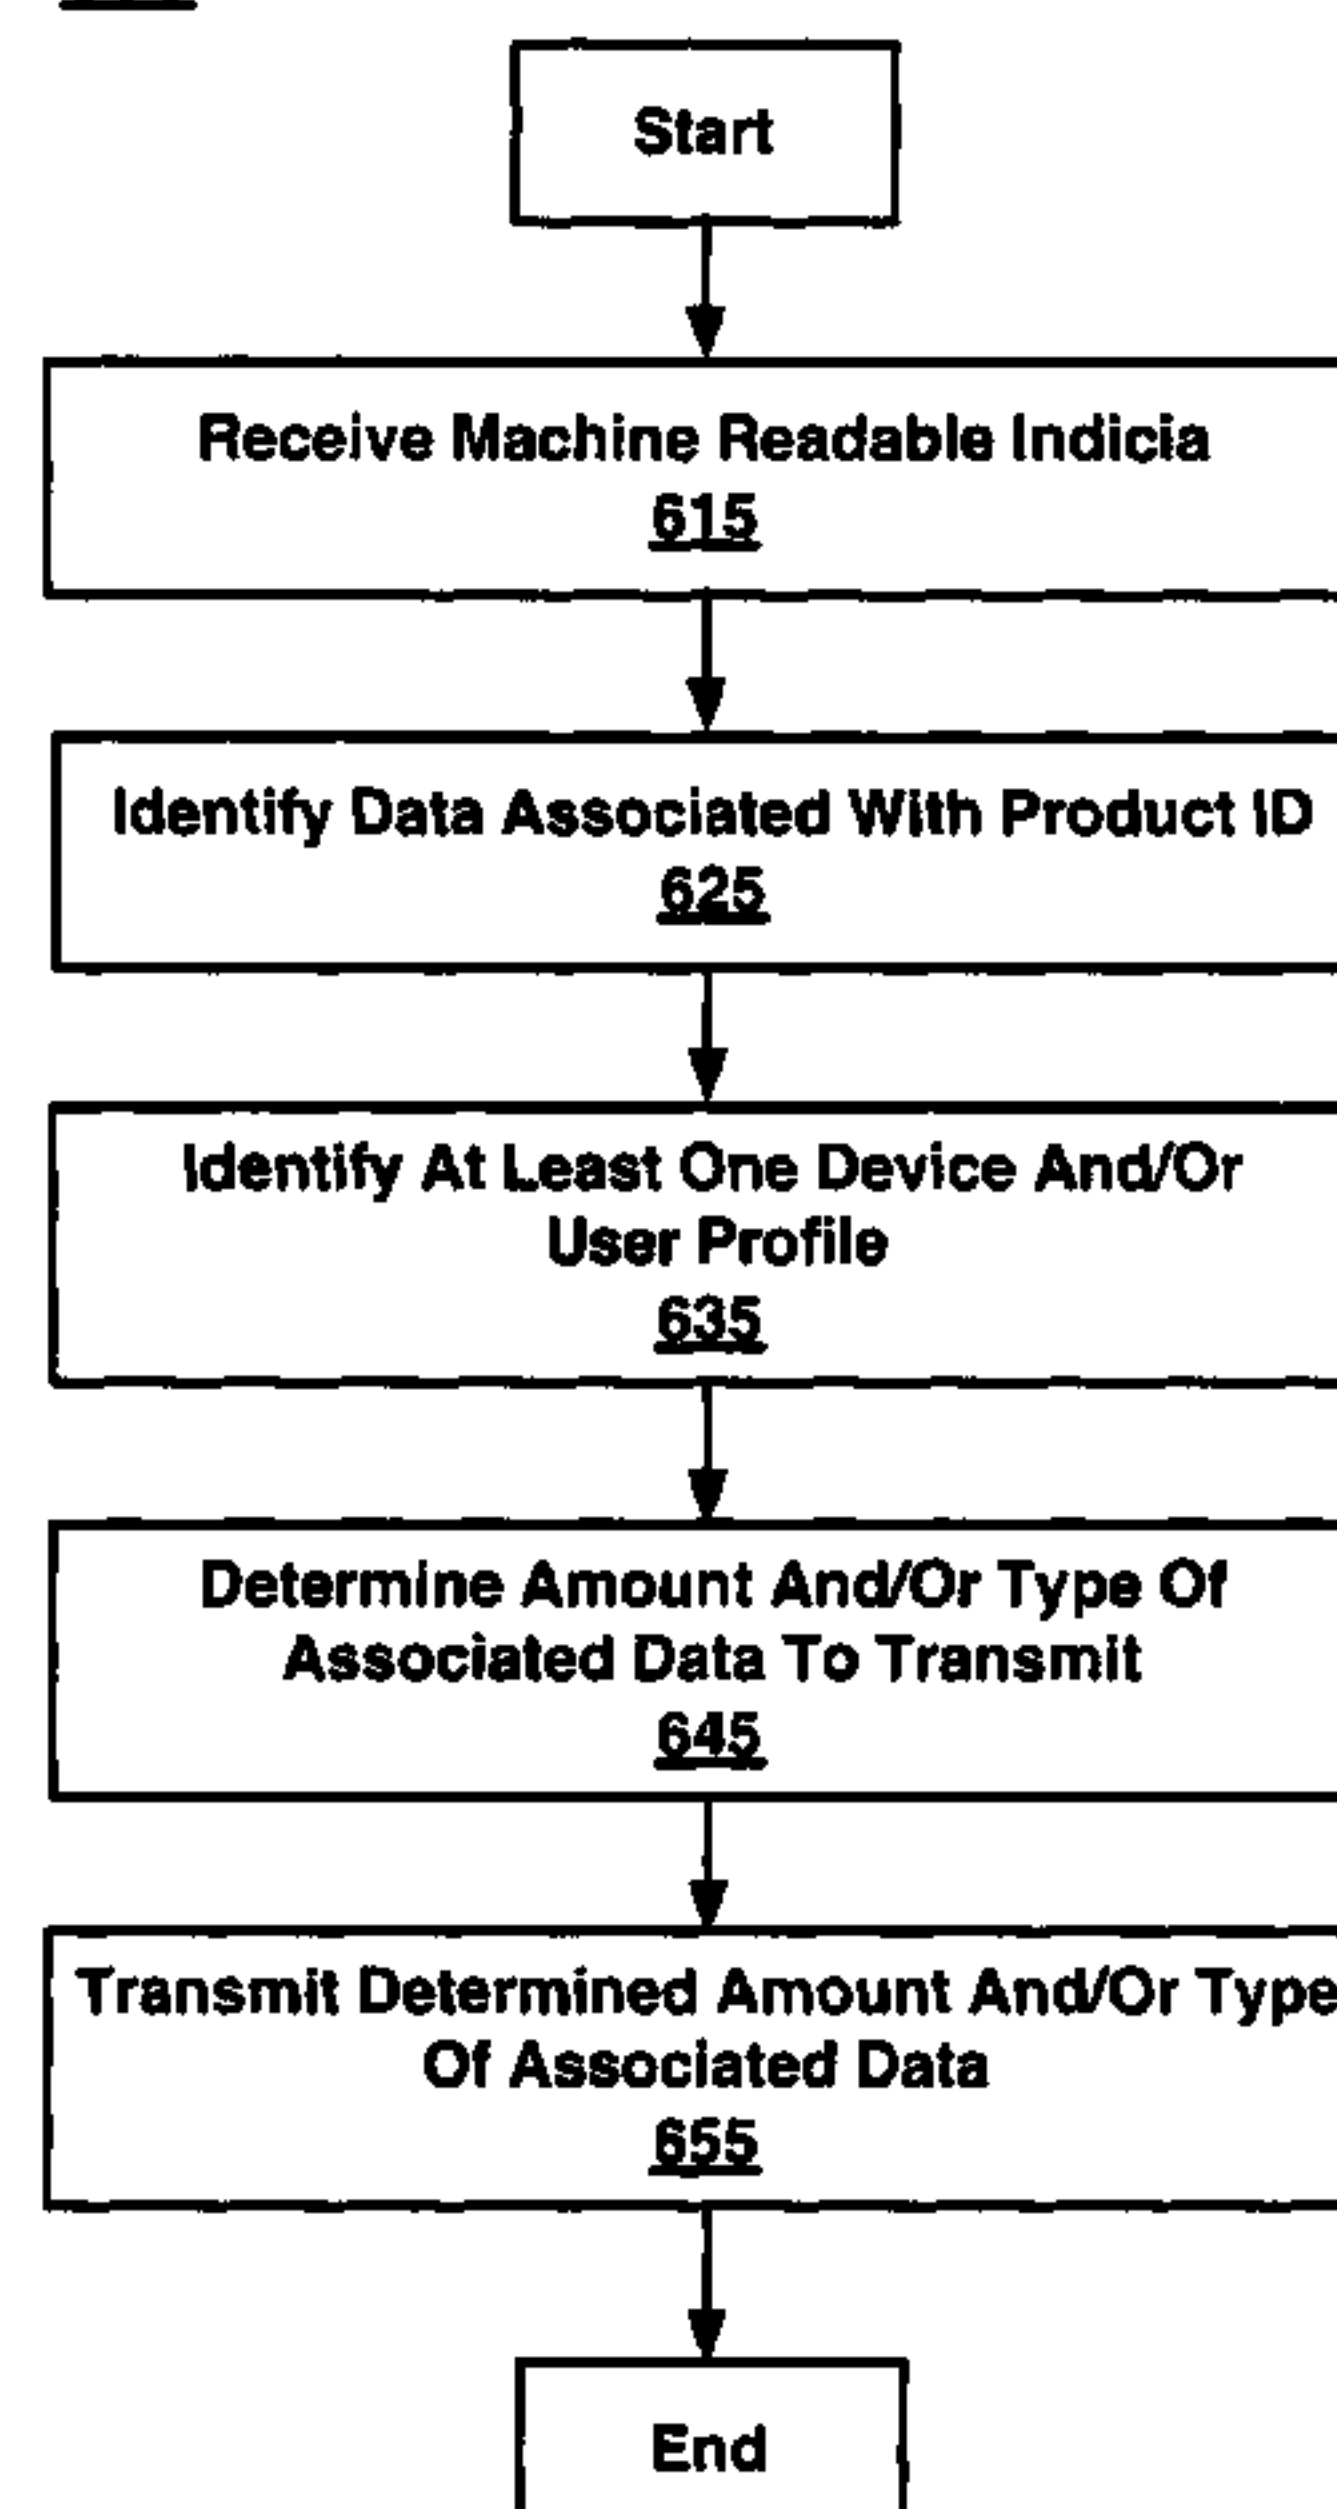 Start
Receive Machine Readable Indicia
615
Identify Data Associated With Product ID
625
Identify At Least One Device And/Or
User Profile
635
Determine Amount And/Or Type Of
Associated Data To Transmit
645
Transmit Determined Amount And/Or Type
Of Associated Data
655
End